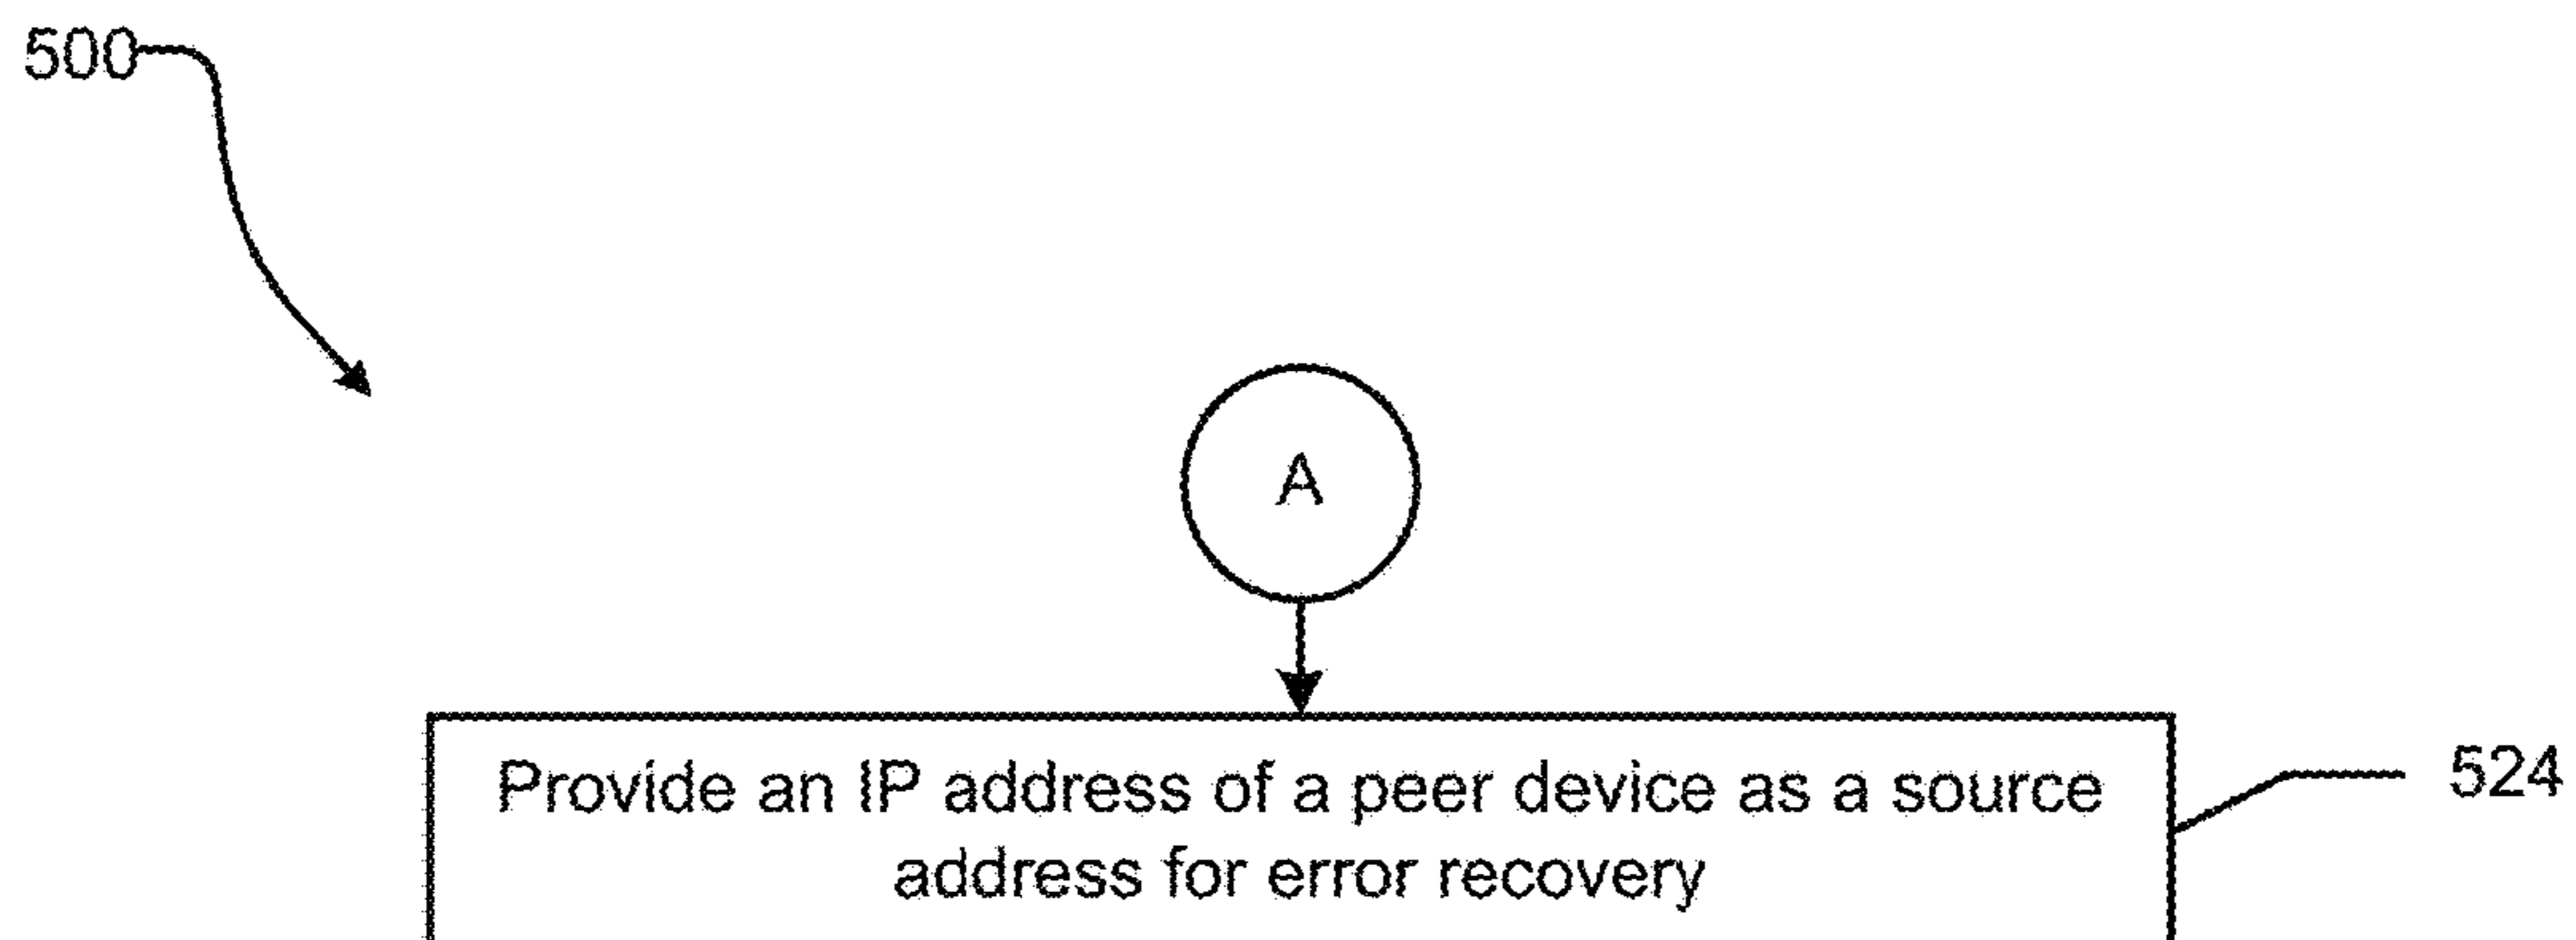 500
A
Provide an IP address of a peer device as a source
address for error recovery
524